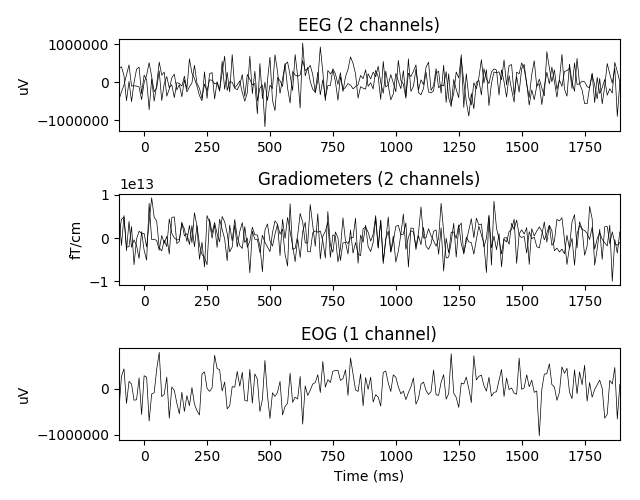 EEG (2 channels)
1000000
0
−1000000
uV
0 250 500 750 1000 1250 1500 1750
1e13
Gradiometers (2 channels)
1
0
−1
fT/cm
0 250 500 750 1000 1250 1500 1750
EOG (1 channel)
0
−1000000
uV
0 250 500 750 1000 1250 1500 1750
Time (ms)